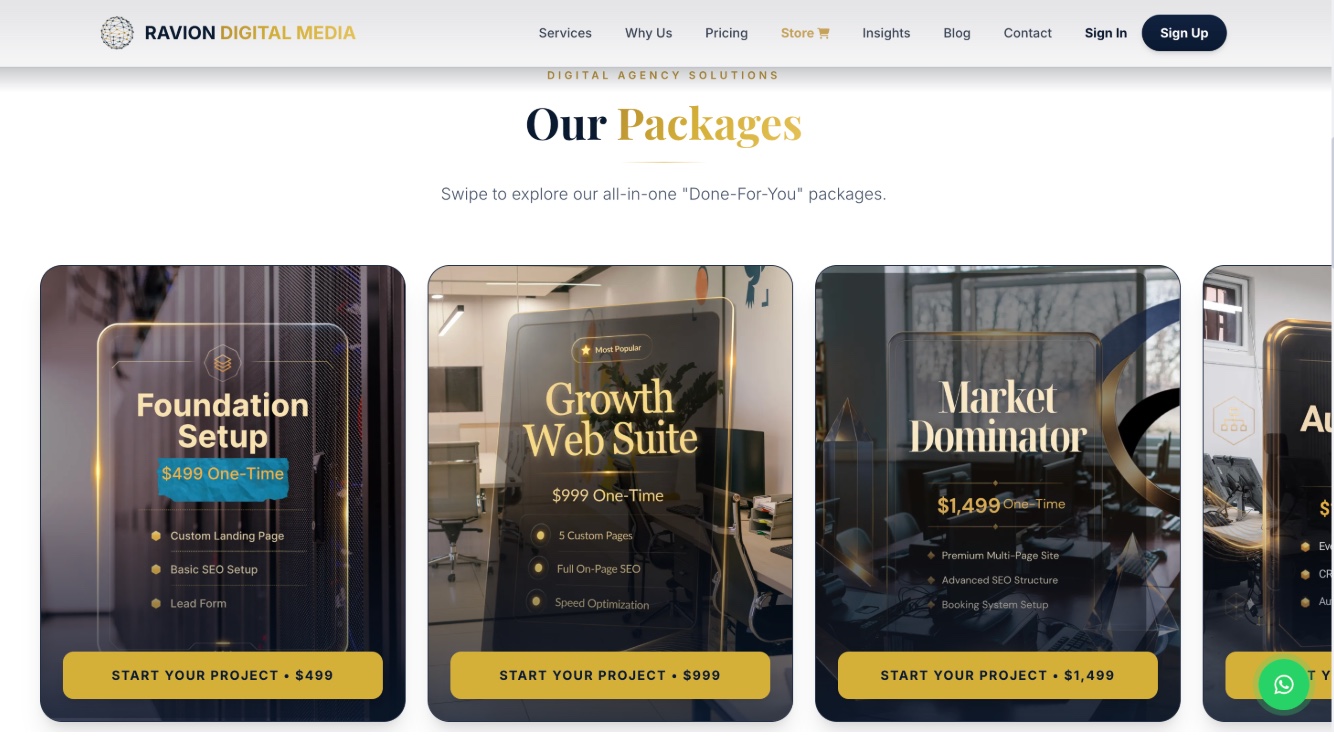 RAVION DIGITAL MEDIA
Services Why Us Pricing Store Insights Blog Contact Sign In Sign Up
DIGITAL AGENCY SOLUTIONS
Our Packages
Swipe to explore our all-in-one "Done-For-You" packages.
Foundation
Setup
$499 One-Time
Custom Landing Page
Basic SEO Setup
Lead Form
START YOUR PROJECT • $499
Most Popular
Growth
Web Suite
$999 One-Time
5 Custom Pages
Full On-Page SEO
Speed Optimization
START YOUR PROJECT • $999
Market
Dominator
$1,499 One-Time
Premium Multi-Page Site
Advanced SEO Structure
Booking System Setup
START YOUR PROJECT • $1,499
$